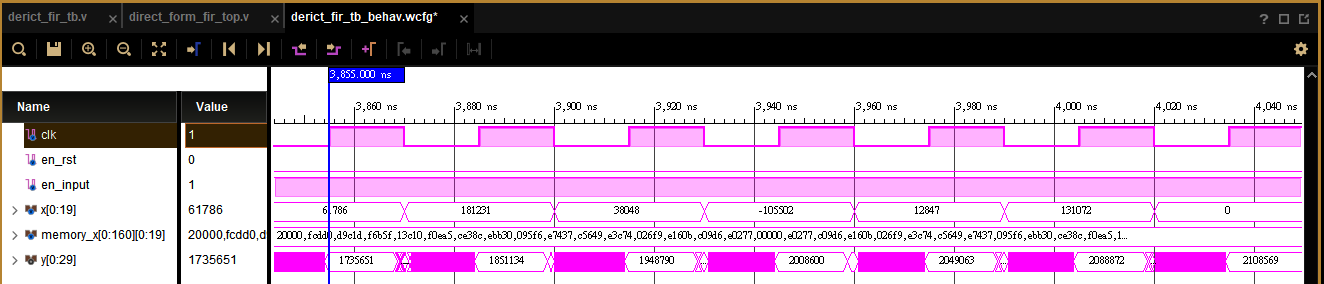 derict_fir_tb.v × direct_form_fir_top.v × derict_fir_tb_behav.wcfg* ×
?
3,855.000 ns
Name Value
3,860 ns 3,880 ns 3,900 ns 3,920 ns 3,940 ns 3,960 ns 3,980 ns 4,000 ns 4,020 ns 4,040 ns
clk 1
en_rst 0
en_input 1
x[0:19] 61786 61786 181231 38048 -105502 12847 131072 0
memory_x[0:160][0:19] 20000,fcdd0,d 20000,fcdd0,d9c1d,f6b5f,13c10,f0ea5,ce38c,ebb30,095f6,e7437,c5649,e3c74,026f9,e160b,c09d6,e0277,00000,e0277,c09d6,e160b,026f9,e3c74,c5649,e7437,095f6,ebb30,ce38c,f0ea5,1...
y[0:29] 1735651 1735651 1851134 1948790 2008600 2049063 2088872 2108569